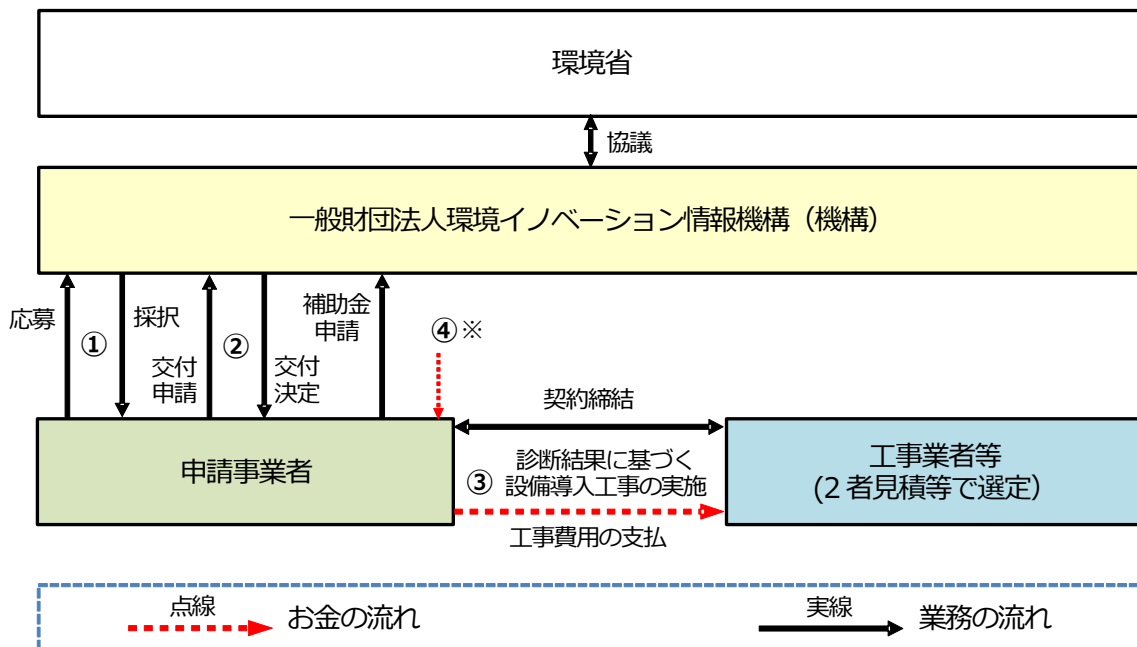 環境省
協議
一般財団法人環境イノベーション情報機構（機構）
応募
①
採択
交付
申請
②
交付
決定
補助金
申請
④※
契約締結
申請事業者
③
診断結果に基づく
設備導入工事の実施
工事費用の支払
工事業者等
(2 者見積等で選定）
点線
お金の流れ
実線
業務の流れ